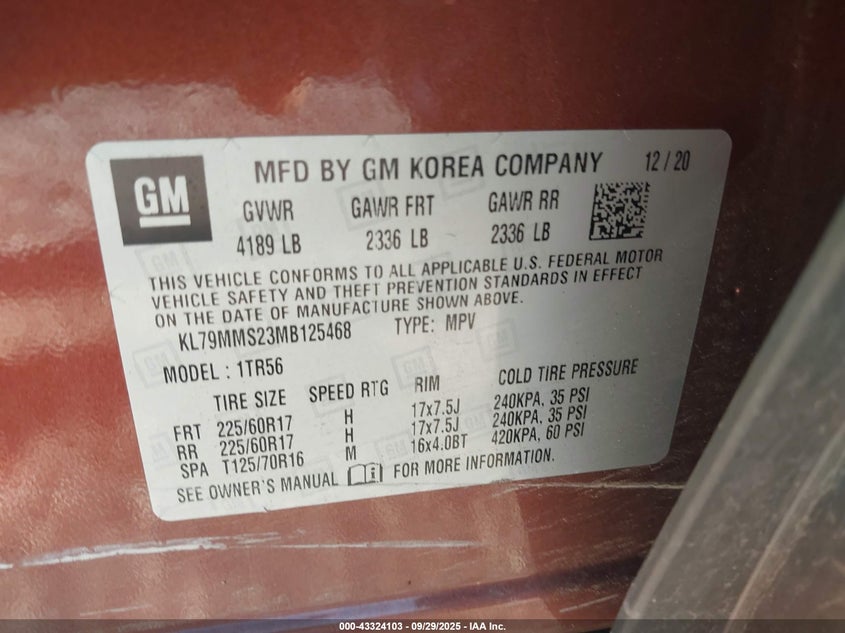 GM
MFD BY GM KOREA COMPANY 12/20
GVWR GAWR FRT GAWR RR
4189 LB 2336 LB 2336 LB
THIS VEHICLE CONFORMS TO ALL APPLICABLE U.S. FEDERAL MOTOR
VEHICLE SAFETY AND THEFT PREVENTION STANDARDS IN EFFECT
ON THE DATE OF MANUFACTURE SHOWN ABOVE.
KL79MMS23MB125468 TYPE: MPV
MODEL: 1TR56
TIRE SIZE SPEED RTG RIM COLD TIRE PRESSURE
FRT 225/60R17 H 17x7.5J 240KPA, 35 PSI
RR 225/60R17 H 17x7.5J 240KPA, 35 PSI
SPA T125/70R16 M 16x4.0BT 420KPA, 60 PSI
SEE OWNER'S MANUAL FOR MORE INFORMATION.
000-43324103 - 09/29/2025 - IAA Inc.